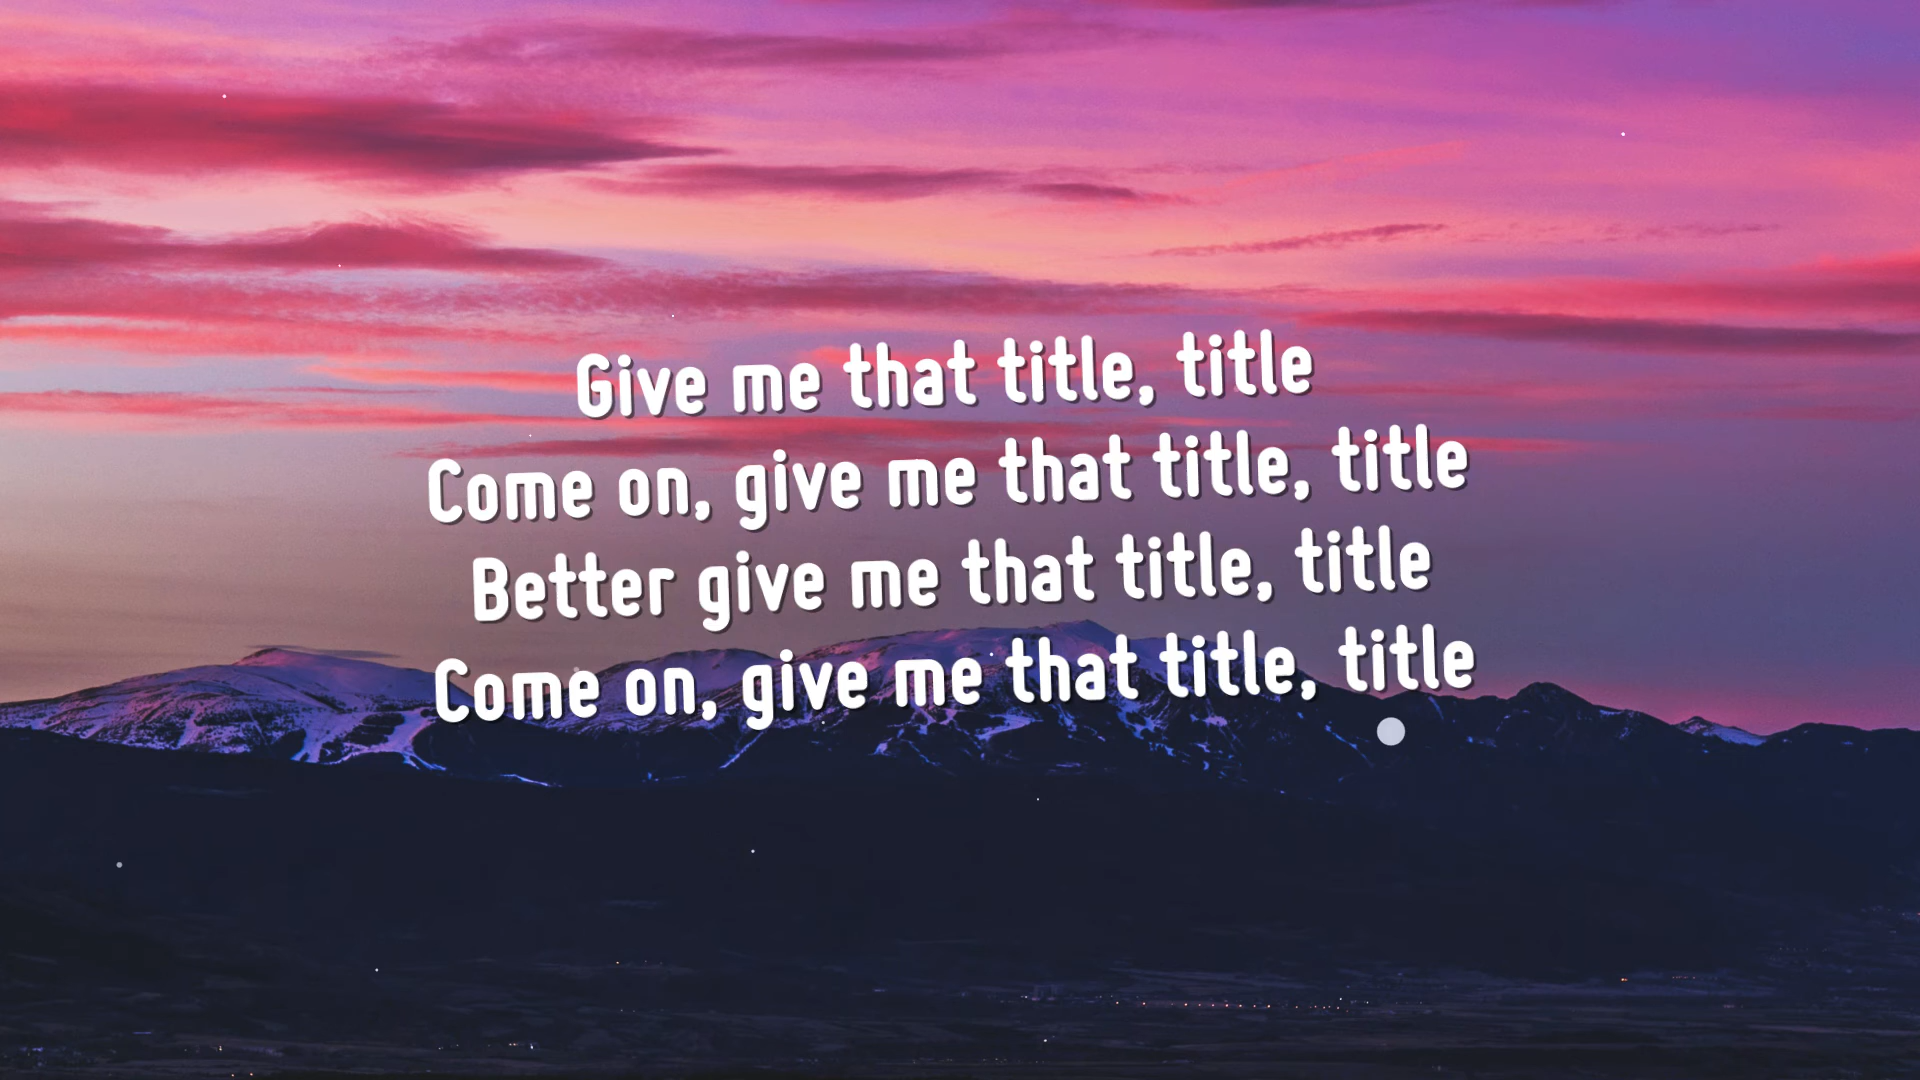 Give me that title, title
Come on, give me that title, title
Better give me that title, title
Come on, give me that title, title